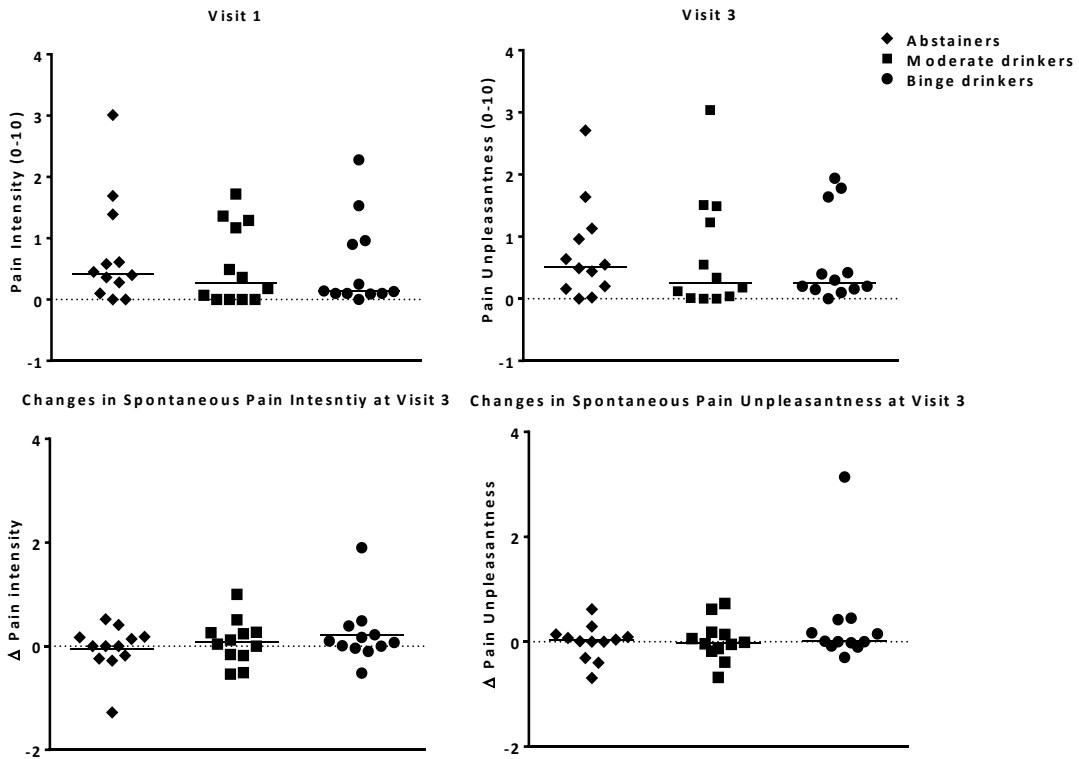 Visit 1
Visit 3
Abstainers
Moderate drinkers
Binge drinkers
Pain Intensity (0-10)
4
3
2
1
0
-1
Pain Unpleasantness (0-10)
4
3
2
1
0
-1
Changes in Spontaneous Pain Intesntiy at Visit 3
Changes in Spontaneous Pain Unpleasantness at Visit 3
Δ Pain intensity
4
2
0
-2
Δ Pain Unpleasantness
4
2
0
-2